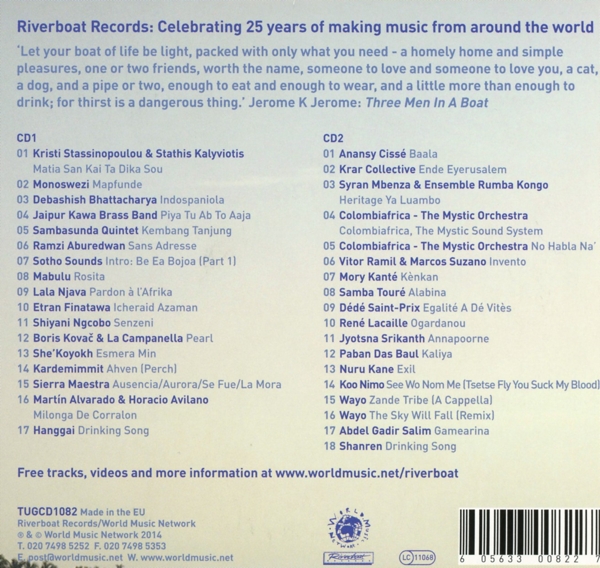 Riverboat Records: Celebrating 25 years of making music from around the world
‘Let your boat of life be light, packed with only what you need - a homely home and simple
pleasures, one or two friends, worth the name, someone to love and someone to love you, a cat,
a dog, and a pipe or two, enough to eat and enough to wear, and a little more than enough to
drink; for thirst is a dangerous thing.’ Jerome K Jerome: Three Men In A Boat
CD1
01 Kristi Stassinopoulou & Stathis Kalyviotis
Matia San Kai Ta Dika Sou
02 Monoswezi Mapfunde
03 Debashish Bhattacharya Indospaniola
04 Jaipur Kawa Brass Band Piya Tu Ab To Aaja
05 Sambasunda Quintet Kembang Tanjung
06 Ramzi Aburedwan Sans Adresse
07 Sotho Sounds Intro: Be Ea Bojoa (Part 1)
08 Mabulu Rosita
09 Lala Njava Pardon à l'Afrika
10 Etran Finatawa Icheraid Azaman
11 Shiyani Ngcobo Senzeni
12 Boris Kovač & La Campanella Pearl
13 She'Koyokh Esmera Min
14 Kardemimmit Ahven (Perch)
15 Sierra Maestra Ausencia/Aurora/Se Fue/La Mora
16 Martín Alvarado & Horacio Avilano
Milonga De Corralon
17 Hanggai Drinking Song
CD2
01 Anansy Cissé Baala
02 Krar Collective Ende Eyerusalem
03 Syran Mbenza & Ensemble Rumba Kongo
Heritage Ya Luambo
04 Colombiafrica - The Mystic Orchestra
Colombiafrica, The Mystic Sound System
05 Colombiafrica - The Mystic Orchestra No Habla Na'
06 Vitor Ramil & Marcos Suzano Invento
07 Mory Kanté Kènkan
08 Samba Touré Alabina
09 Dédé Saint-Prix Egalité A Dé Vitès
10 René Lacaille Ogardanou
11 Jyotsna Srikanth Annapoorne
12 Paban Das Baul Kaliya
13 Nuru Kane Exil
14 Koo Nimo See Wo Nom Me (Tsetse Fly You Suck My Blood)
15 Wayo Zande Tribe (A Cappella)
16 Wayo The Sky Will Fall (Remix)
17 Abdel Gadir Salim Gamearina
18 Shanren Drinking Song
Free tracks, videos and more information at www.worldmusic.net/riverboat
TUGCD1082 Made in the EU
Riverboat Records/World Music Network
℗ & © World Music Network 2014
T. 020 7498 5252 F. 020 7498 5353
E. post@worldmusic.net W. www.worldmusic.net
World Music
Network
Riverboat
LC 11068
6 05633 00822 7